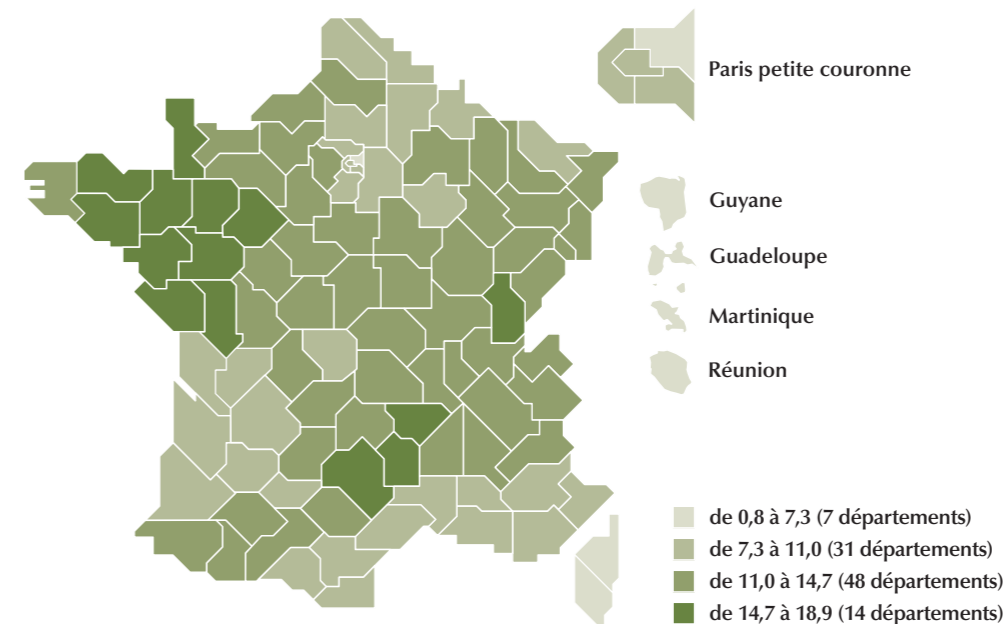 Paris petite couronne
Guyane
Guadeloupe
Martinique
Réunion
de 0,8 à 7,3 (7 départements)
de 7,3 à 11,0 (31 départements)
de 11,0 à 14,7 (48 départements)
de 14,7 à 18,9 (14 départements)